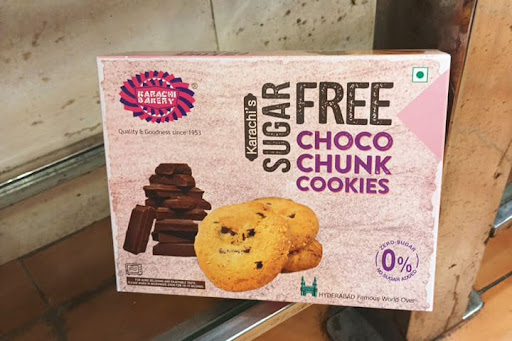 KARACHI
BAKERY
®
Quality & Goodness since 1953
Karachi's
SUGAR
FREE
CHOCO
CHUNK
COOKIES
ZERO-SUGAR
0%
NO SUGAR ADDED
HYDERABAD Famous World Over